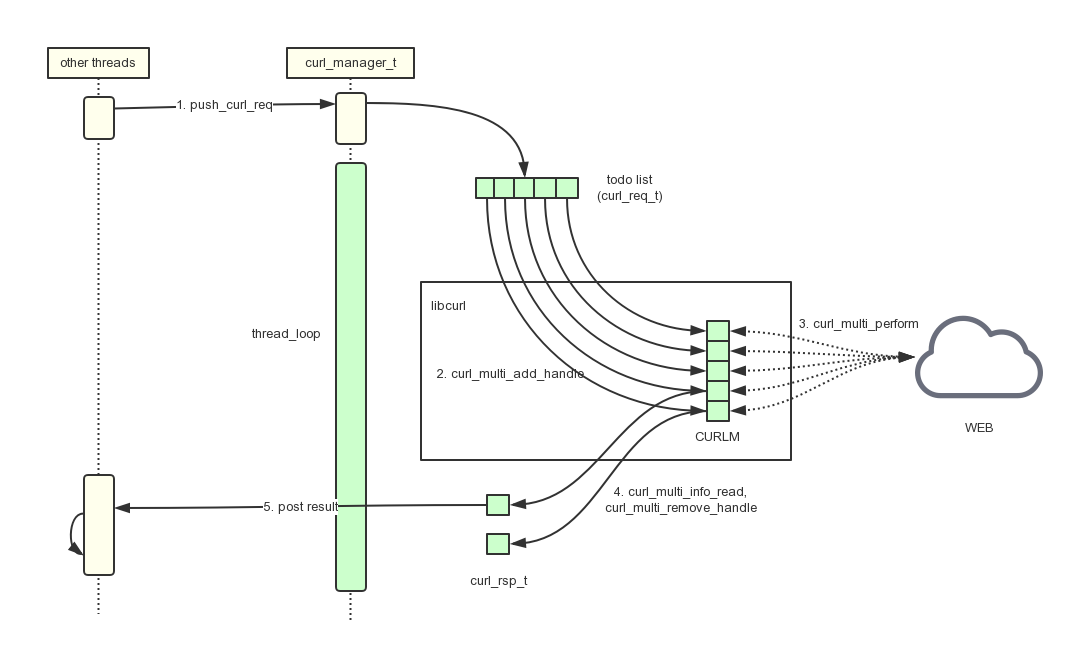 other threads
curl_manager_t
1. push_curl_req
todo list
(curl_req_t)
libcurl
thread_loop
3. curl_multi_perform
2. curl_multi_add_handle
WEB
CURLM
4. curl_multi_info_read,
curl_multi_remove_handle
5. post result
curl_rsp_t